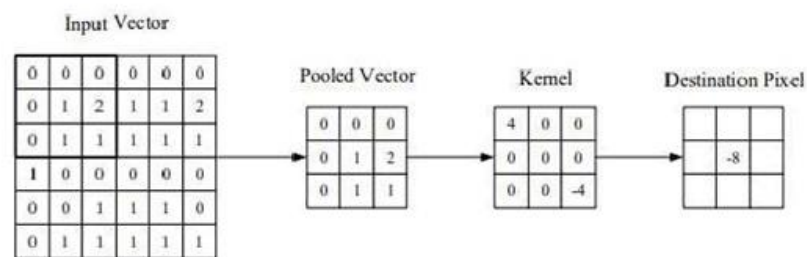 Input Vector
Pooled Vector
Kernel
Destination Pixel
0 0 0 0 0 0
0 1 2 1 1 2
0 1 1 1 1 1
1 0 0 0 0 0
0 0 1 1 1 0
0 1 1 1 1 1
0 0 0
0 1 2
0 1 1
4 0 0
0 0 0
0 0 -4
-8